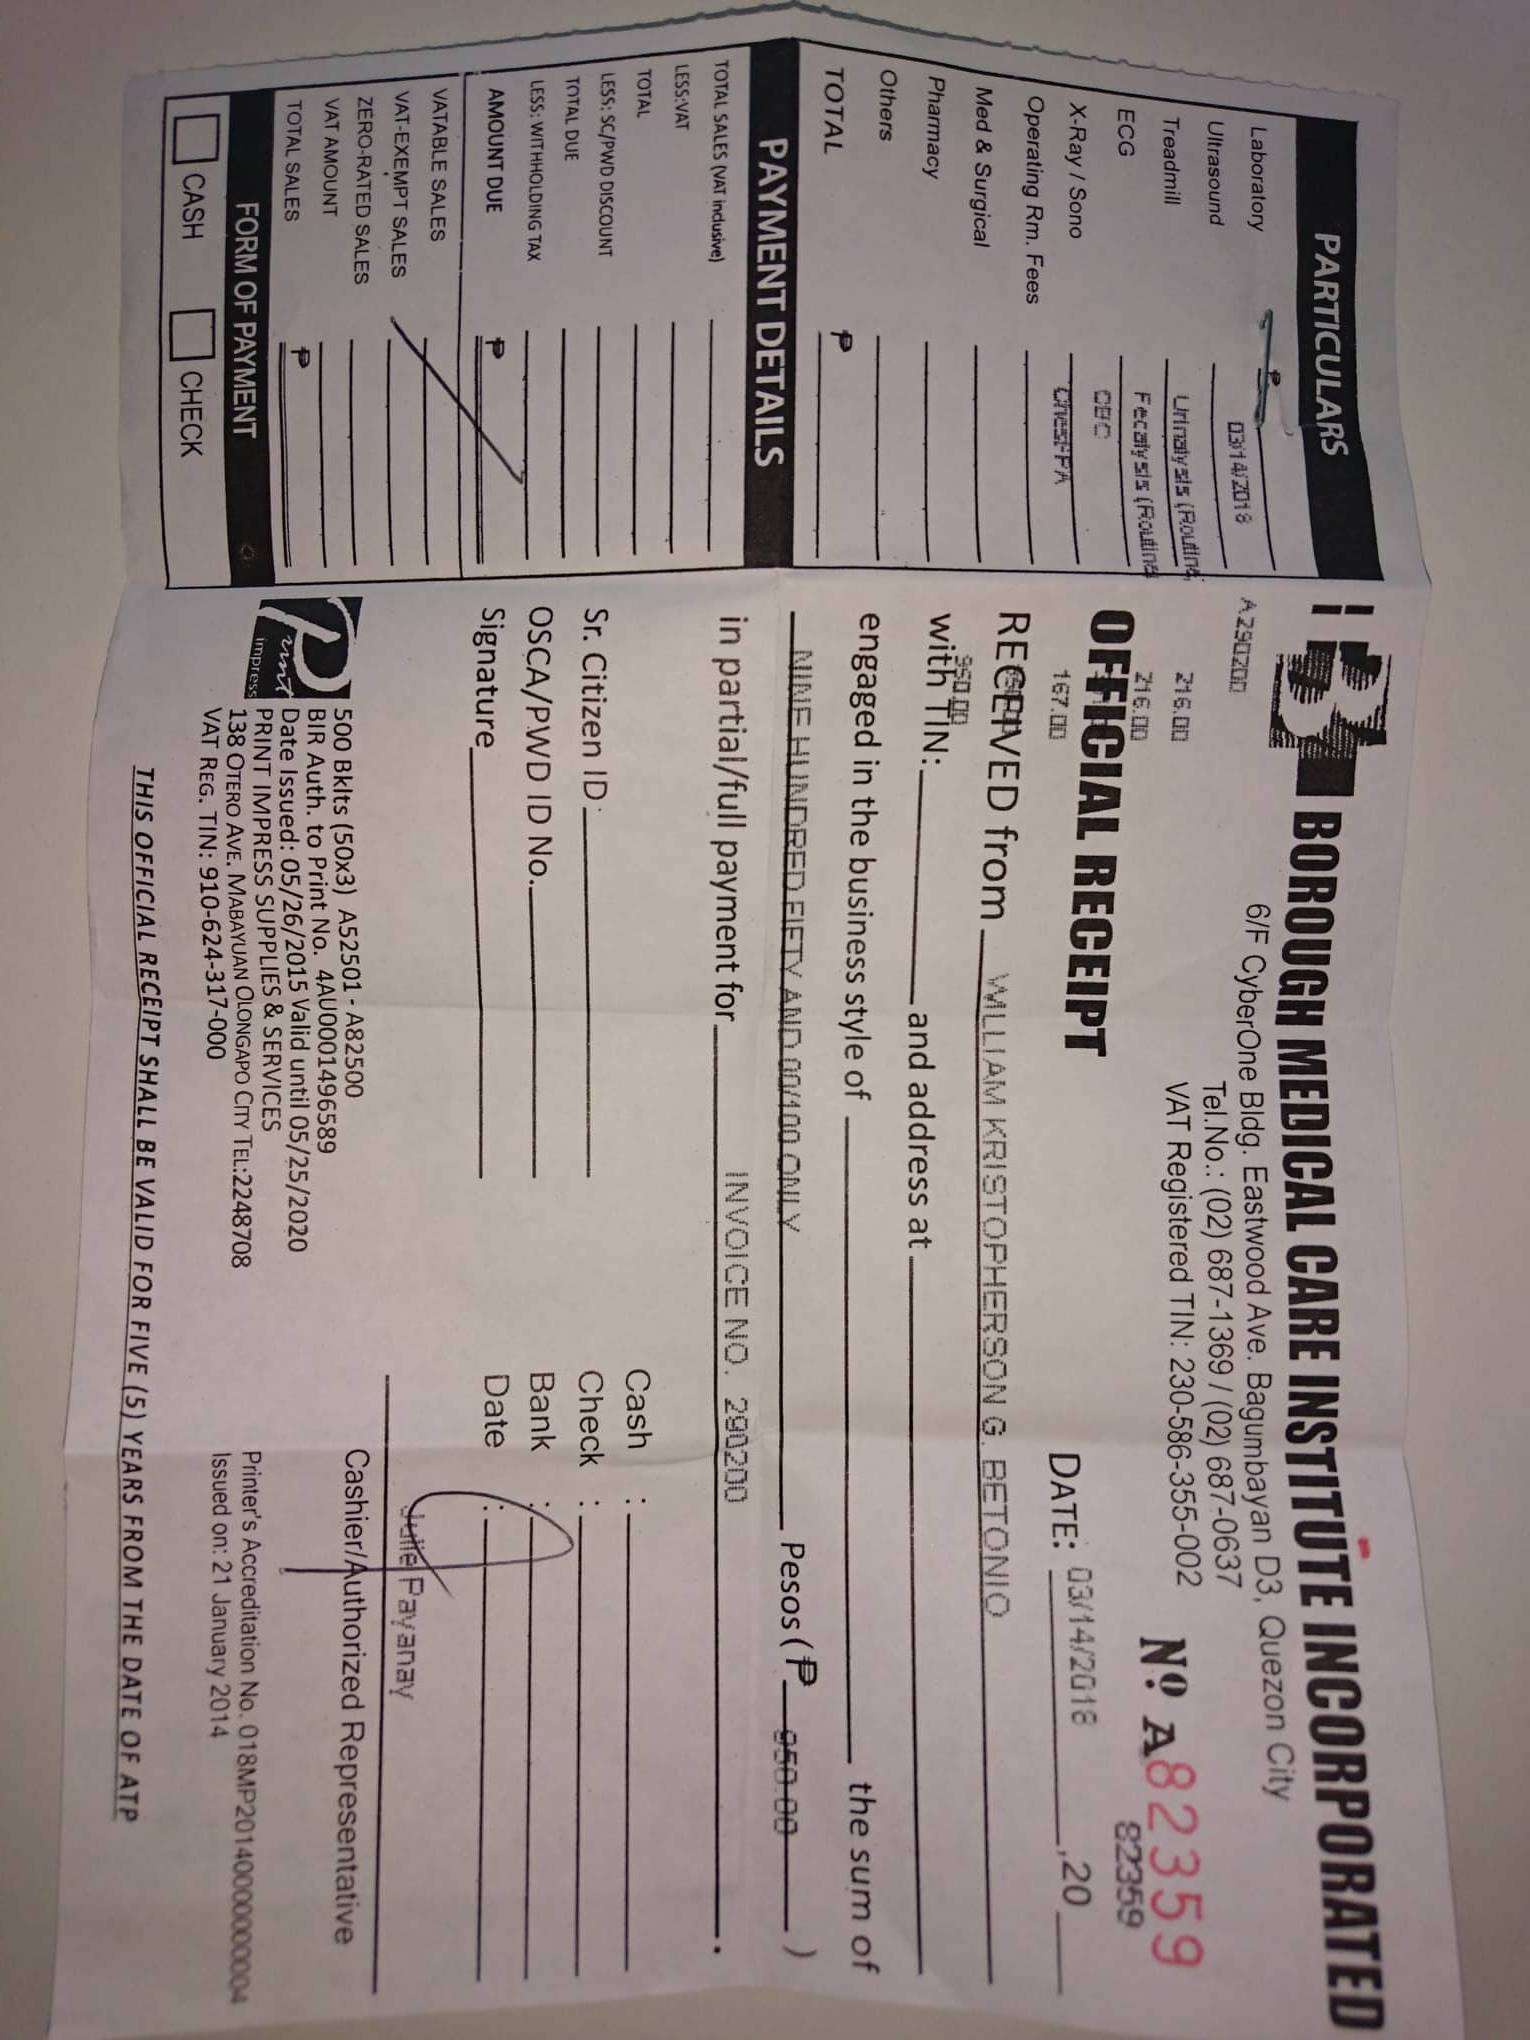 PARTICULARS
Laboratory ₱
03/14/2018 A290200
Ultrasound
Urinalysis (Routine) 216.00
Treadmill
Fecalysis (Routine 216.00
ECG
CBC
X-Ray / Sono
Chest PA 167.00
Operating Rm. Fees
Med & Surgical
950.00
Pharmacy
Others
TOTAL ₱
PAYMENT DETAILS
TOTAL SALES (VAT inclusive)
LESS:VAT
TOTAL
LESS: SC/PWD DISCOUNT
TOTAL DUE
LESS: WITHHOLDING TAX
AMOUNT DUE ₱
VATABLE SALES
VAT-EXEMPT SALES
ZERO-RATED SALES
VAT AMOUNT
TOTAL SALES ₱
FORM OF PAYMENT
CASH CHECK
B BOROUGH MEDICAL CARE INSTITUTE INCORPORATED
6/F CyberOne Bldg. Eastwood Ave. Bagumbayan D3, Quezon City
Tel.No.: (02) 687-1369 / (02) 687-0637
VAT Registered TIN: 230-586-355-002
Nº A82359
82359
OFFICIAL RECEIPT
DATE: 03/14/2018 ,20
RECEIVED from WILLIAM KRISTOPHERSON G. BETONIO
950.00
with TIN: and address at
engaged in the business style of the sum of
NINE HUNDRED FIFTY AND 00/100 ONLY Pesos (₱ 950.00 )
in partial/full payment for INVOICE NO. 290200 .
Cash :
Sr. Citizen ID:
Check :
OSCA/PWD ID No.
Bank :
Signature
Date :
Julie Payanay
Cashier/Authorized Representative
Print impress
500 Bklts (50x3) A52501 - A82500
BIR Auth. to Print No. 4AU0001496589
Date Issued: 05/26/2015 Valid until 05/25/2020
PRINT IMPRESS SUPPLIES & SERVICES
138 OTERO AVE. MABAYUAN OLONGAPO CITY TEL:2248708
VAT REG. TIN: 910-624-317-000
Printer's Accreditation No. 018MP20140000000004
Issued on: 21 January 2014
THIS OFFICIAL RECEIPT SHALL BE VALID FOR FIVE (5) YEARS FROM THE DATE OF ATP